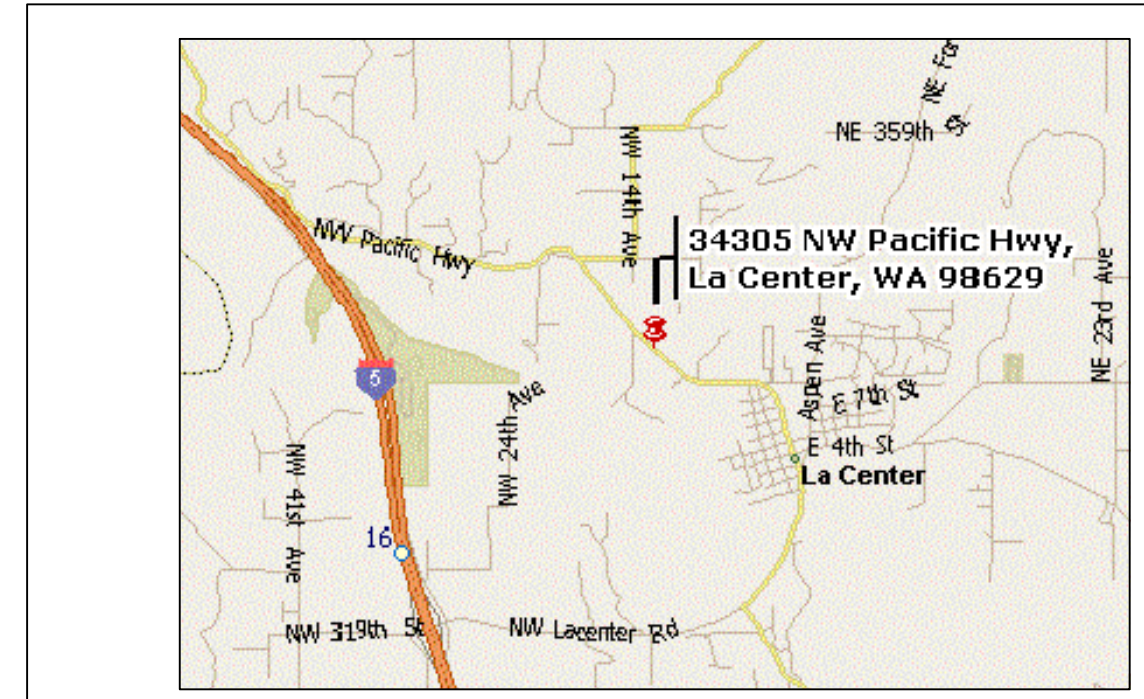 NE For
NE 359th St
NW 14th Ave
NW Pacific Hwy
34305 NW Pacific Hwy,
La Center, WA 98629
NE 23rd Ave
Aspen Ave
5
E 7th St
NW 24th Ave
E 4th St
La Center
NW 41st Ave
16
NW 319th St
NW Lacenter Rd